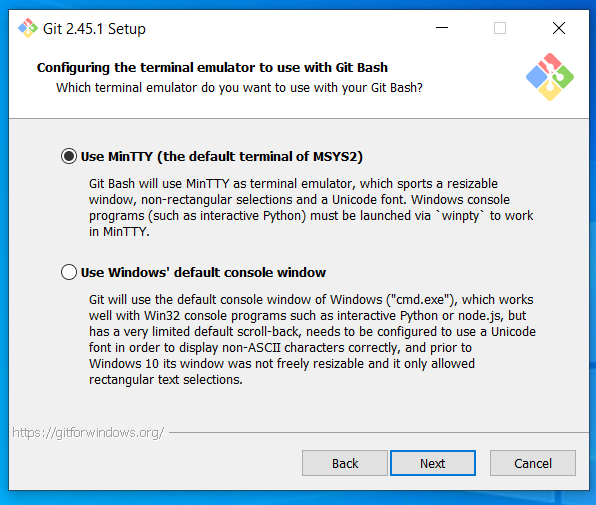 Git 2.45.1 Setup
Configuring the terminal emulator to use with Git Bash
Which terminal emulator do you want to use with your Git Bash?
Use MinTTY (the default terminal of MSYS2)
Git Bash will use MinTTY as terminal emulator, which sports a resizable
window, non-rectangular selections and a Unicode font. Windows console
programs (such as interactive Python) must be launched via `winpty` to work
in MinTTY.
Use Windows' default console window
Git will use the default console window of Windows ("cmd.exe"), which works
well with Win32 console programs such as interactive Python or node.js, but
has a very limited default scroll-back, needs to be configured to use a Unicode
font in order to display non-ASCII characters correctly, and prior to
Windows 10 its window was not freely resizable and it only allowed
rectangular text selections.
https://gitforwindows.org/
Back
Next
Cancel